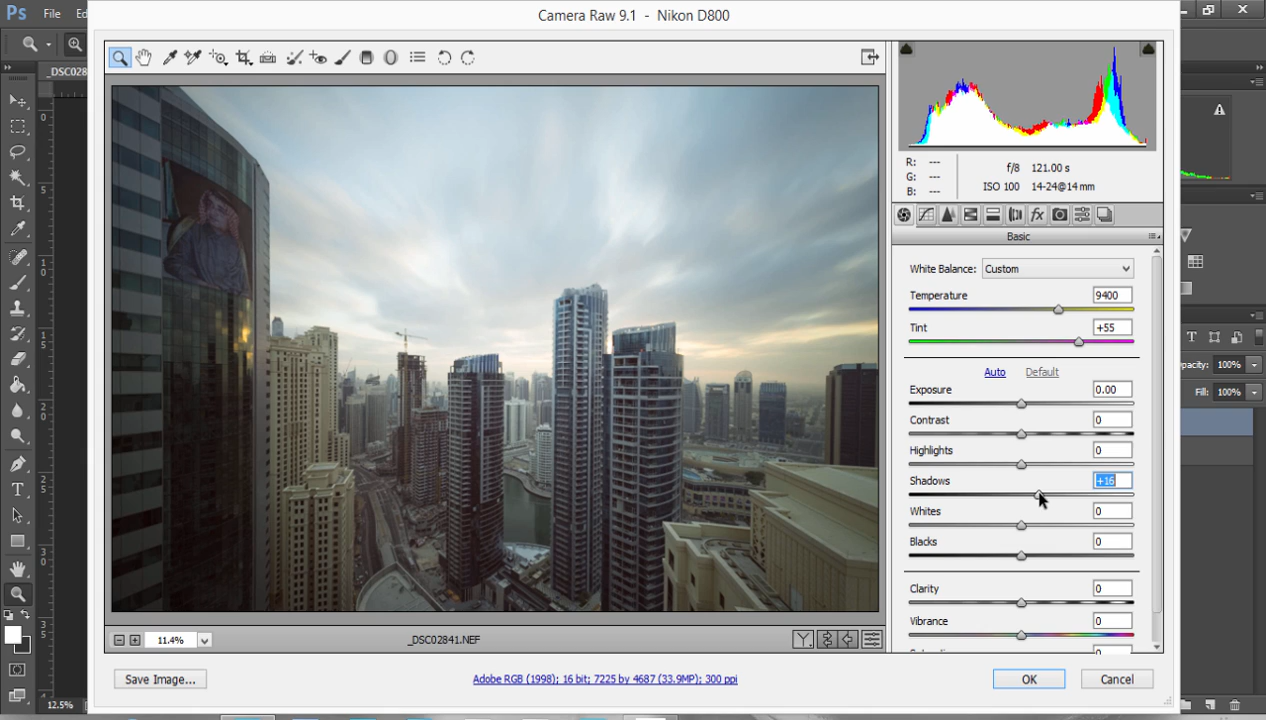 Ps File Ed
Camera Raw 9.1 - Nikon D800
_DSC028
R: ---
G: ---
B: ---
f/8 121.00 s
ISO 100 14-24@14 mm
Basic
White Balance: Custom
Temperature 9400
Tint +55
Auto Default
Exposure 0.00
Contrast 0
Highlights 0
Shadows +16
Whites 0
Blacks 0
Clarity 0
Vibrance 0
pacity: 100%
Fill: 100%
11.4%
_DSC02841.NEF
Save Image...
Adobe RGB (1998); 16 bit; 7225 by 4687 (33.9MP); 300 ppi
OK
Cancel
12.5%